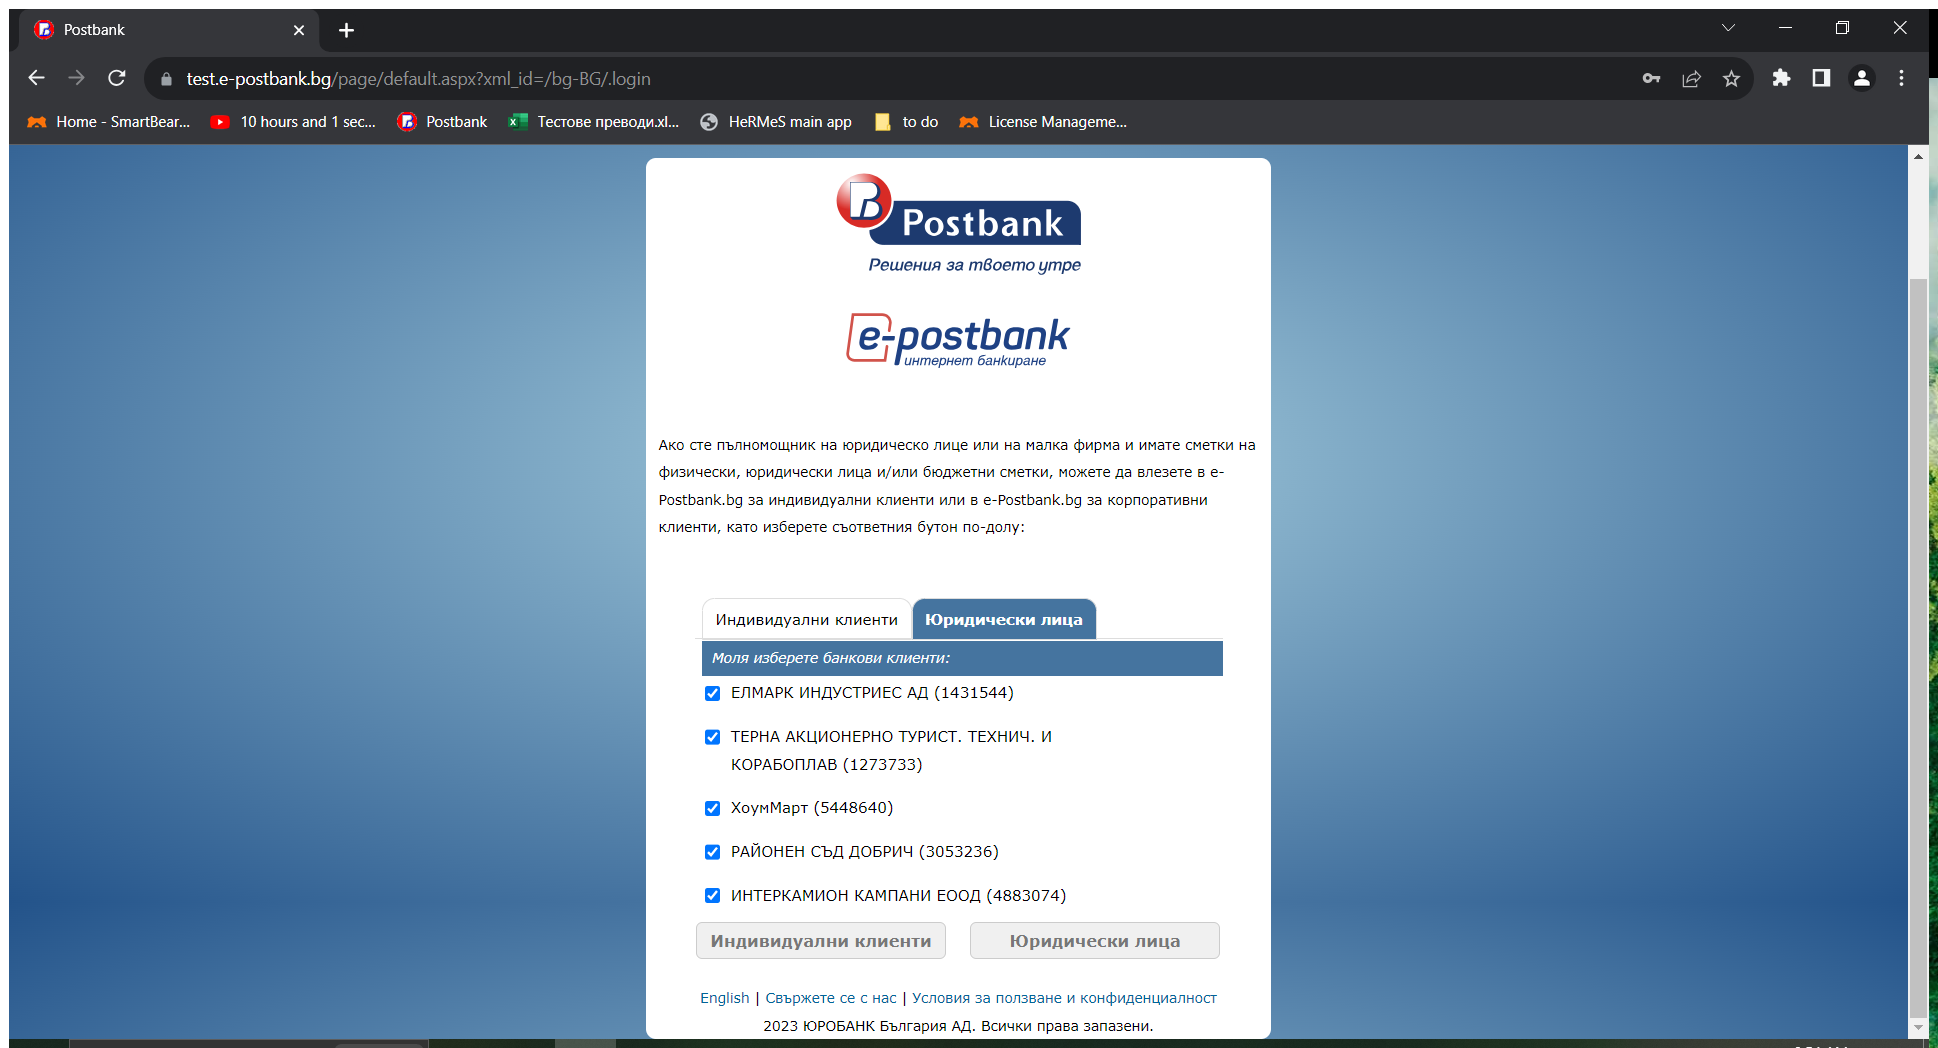 Postbank
test.e-postbank.bg/page/default.aspx?xml_id=/bg-BG/.login
Home - SmartBear... 10 hours and 1 sec... Postbank Тестове преводи.xl... HeRMeS main app to do License Manageme...
Postbank
Решения за твоето утре
e-postbank
интернет банкиране
Ако сте пълномощник на юридическо лице или на малка фирма и имате сметки на
физически, юридически лица и/или бюджетни сметки, можете да влезете в e-
Postbank.bg за индивидуални клиенти или в e-Postbank.bg за корпоративни
клиенти, като изберете съответния бутон по-долу:
Индивидуални клиенти Юридически лица
Моля изберете банкови клиенти:
ЕЛМАРК ИНДУСТРИЕС АД (1431544)
ТЕРНА АКЦИОНЕРНО ТУРИСТ. ТЕХНИЧ. И
КОРАБОПЛАВ (1273733)
ХоумМарт (5448640)
РАЙОНЕН СЪД ДОБРИЧ (3053236)
ИНТЕРКАМИОН КАМПАНИ ЕООД (4883074)
Индивидуални клиенти Юридически лица
English | Свържете се с нас | Условия за ползване и конфиденциалност
2023 ЮРОБАНК България АД. Всички права запазени.